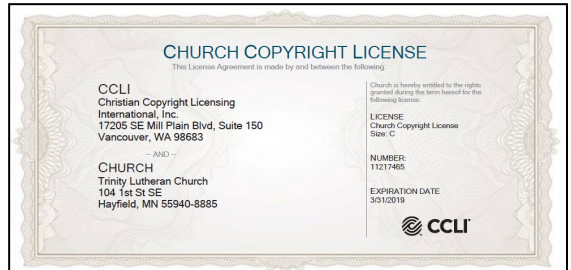 CHURCH COPYRIGHT LICENSE
This License Agreement is made by and between the following:
CCLI
Christian Copyright Licensing
International, Inc.
17205 SE Mill Plain Blvd, Suite 150
Vancouver, WA 98683
– AND –
CHURCH
Trinity Lutheran Church
104 1st St SE
Hayfield, MN 55940-8885
Church is hereby entitled to the rights
granted during the term hereof for the
following license:
LICENSE
Church Copyright License
Size: C
NUMBER:
11217465
EXPIRATION DATE
3/31/2019
CCLI